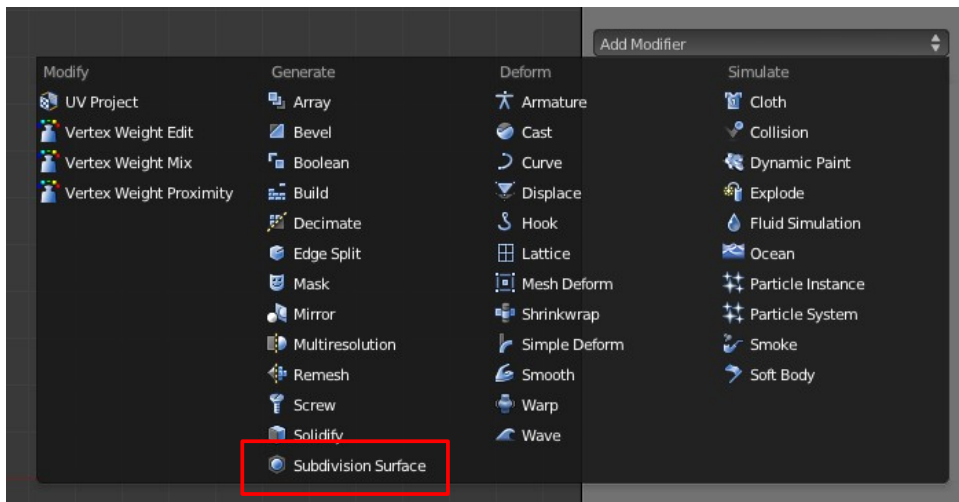 Add Modifier
Modify
UV Project
Vertex Weight Edit
Vertex Weight Mix
Vertex Weight Proximity
Generate
Array
Bevel
Boolean
Build
Decimate
Edge Split
Mask
Mirror
Multiresolution
Remesh
Screw
Solidify
Subdivision Surface
Deform
Armature
Cast
Curve
Displace
Hook
Lattice
Mesh Deform
Shrinkwrap
Simple Deform
Smooth
Warp
Wave
Simulate
Cloth
Collision
Dynamic Paint
Explode
Fluid Simulation
Ocean
Particle Instance
Particle System
Smoke
Soft Body